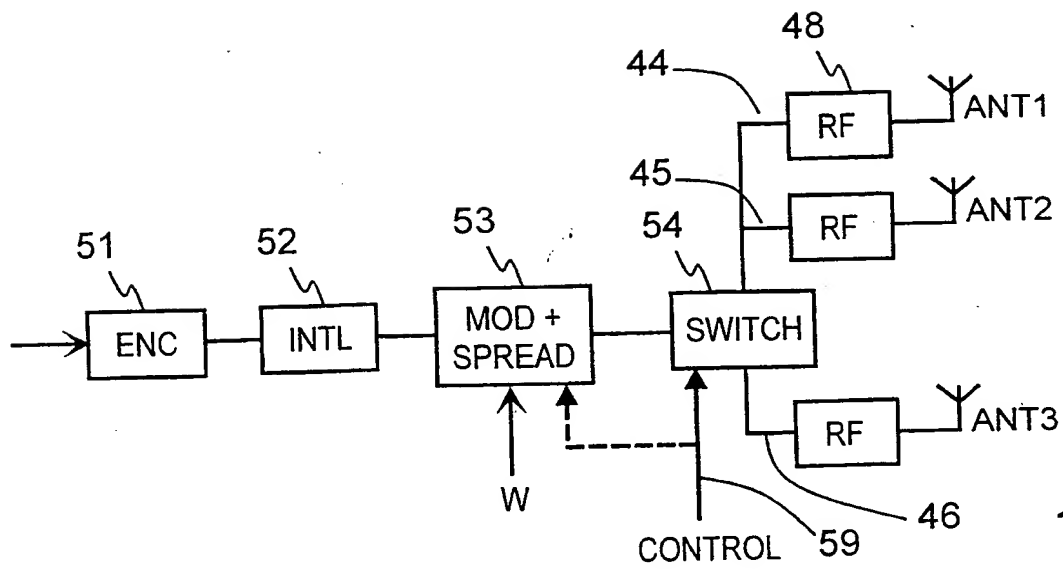 48
44
RF
ANT1
45
RF
ANT2
51
52
53
54
ENC
INTL
MOD +
SPREAD
SWITCH
RF
ANT3
W
CONTROL
59
46